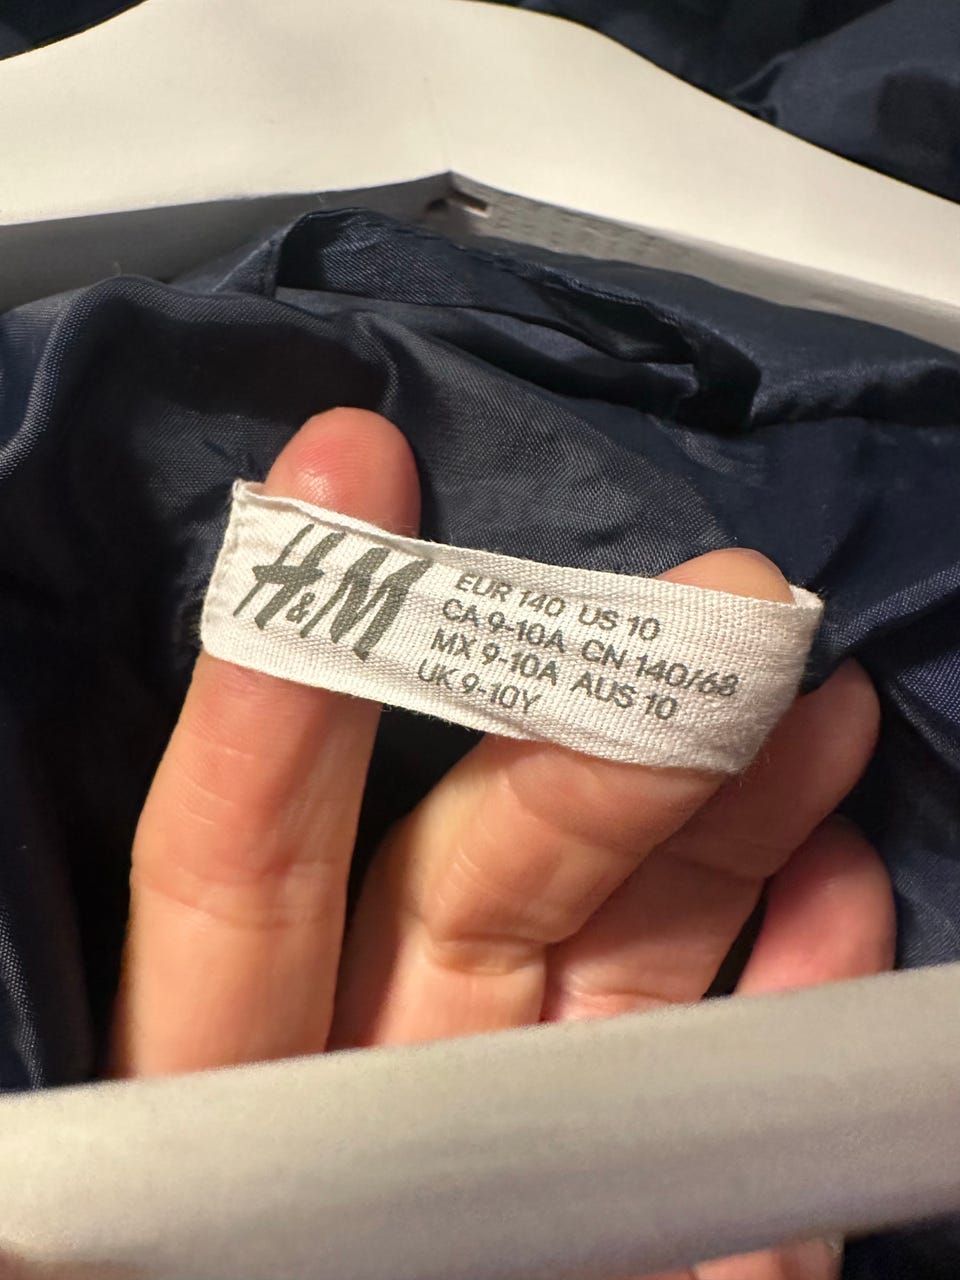 H&M
EUR 140 US 10
CA 9-10A CN 140/68
MX 9-10A AUS 10
UK 9-10Y